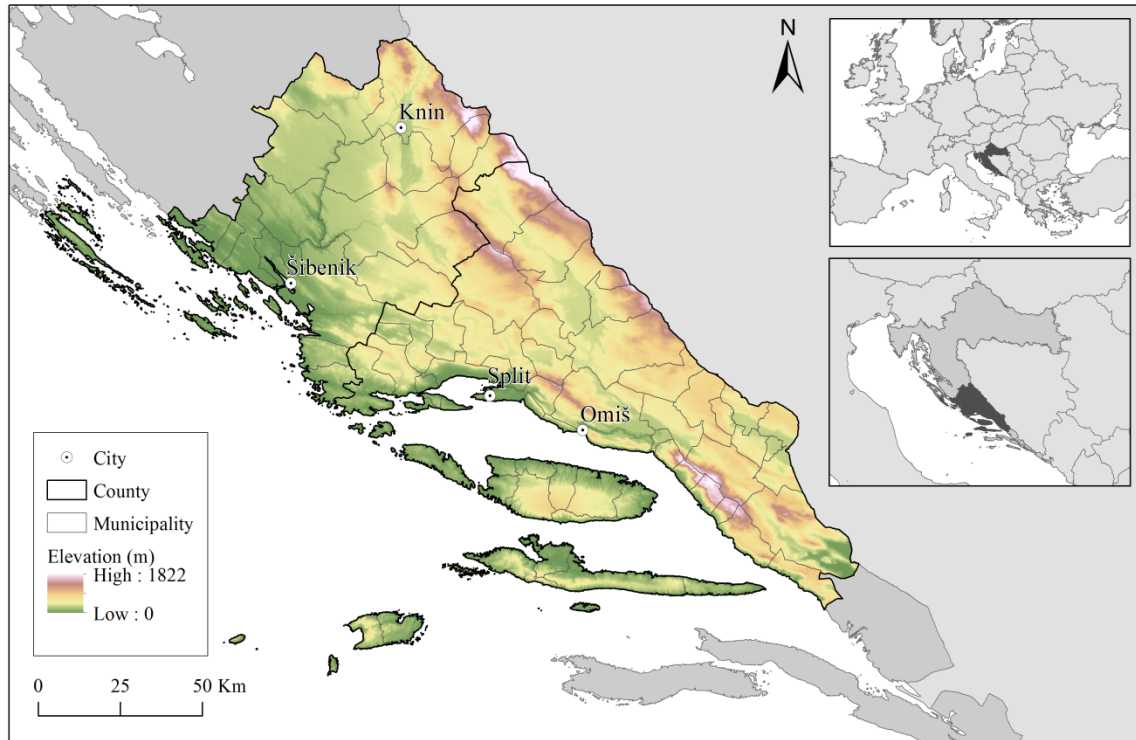 N
Knin
Šibenik
Split
Omiš
City
County
Municipality
Elevation (m)
High : 1822
Low : 0
0 25 50 Km